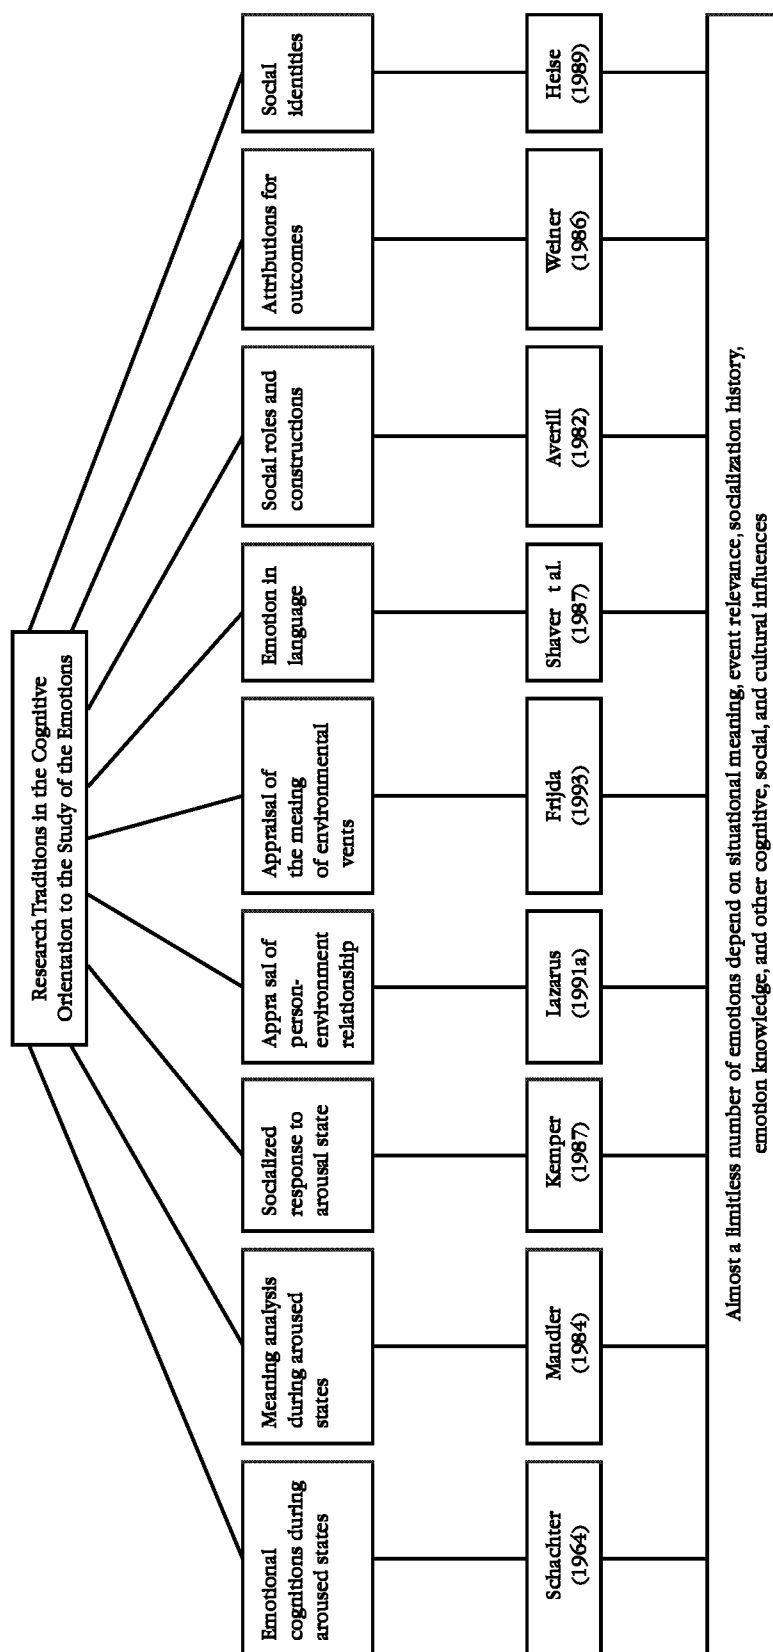 Research Traditions in the Cognitive
Orientation to the Study of the Emotions
Emotional
cognitions during
aroused states
Meaning analysis
during aroused
states
Socialized
response to
arousal state
Appra sal of
person-
environment
relationship
Appraisal of
the meaing
of environmental
vents
Emotion in
language
Social roles and
constructions
Attributions for
outcomes
Social
identities
Schachter
(1964)
Mandler
(1984)
Kemper
(1987)
Lazarus
(1991a)
Frijda
(1993)
Shaver t al.
(1987)
Averill
(1982)
Weiner
(1986)
Heise
(1989)
Almost a limitless number of emotions depend on situational meaning, event relevance, socialization history,
emotion knowledge, and other cognitive, social, and cultural influences